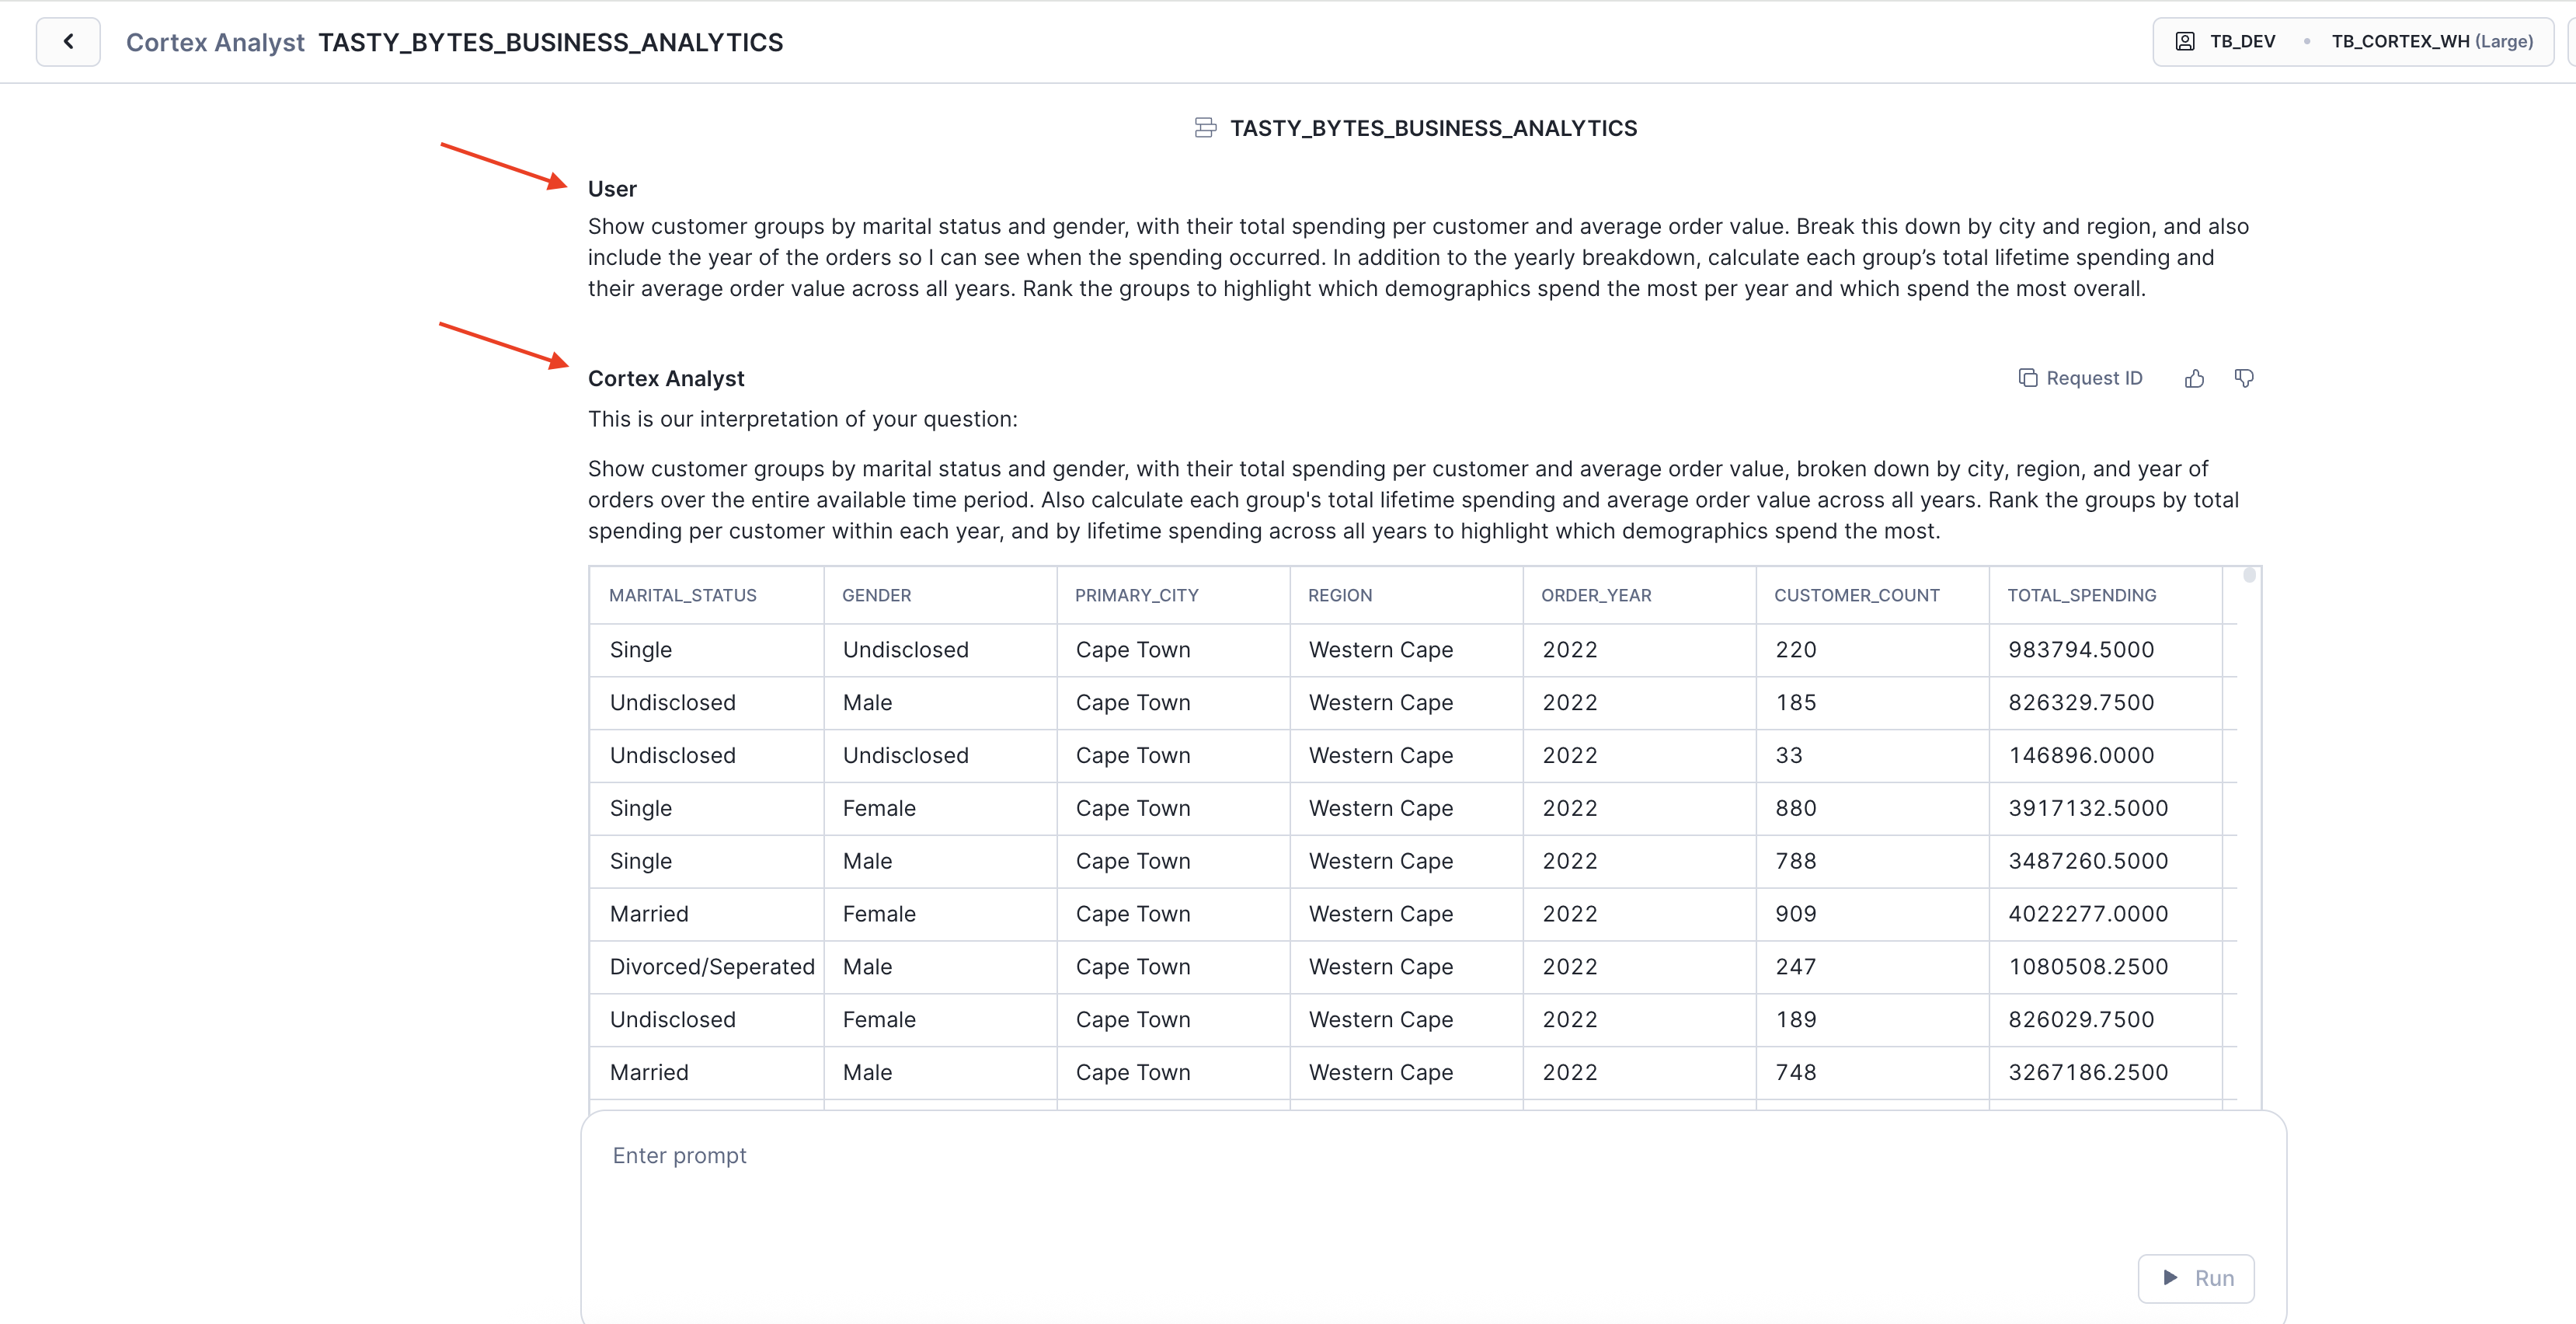 Cortex Analyst TASTY_BYTES_BUSINESS_ANALYTICS
TB_DEV • TB_CORTEX_WH (Large)
TASTY_BYTES_BUSINESS_ANALYTICS
User
Show customer groups by marital status and gender, with their total spending per customer and average order value. Break this down by city and region, and also
include the year of the orders so I can see when the spending occurred. In addition to the yearly breakdown, calculate each group’s total lifetime spending and
their average order value across all years. Rank the groups to highlight which demographics spend the most per year and which spend the most overall.
Cortex Analyst
Request ID
This is our interpretation of your question:
Show customer groups by marital status and gender, with their total spending per customer and average order value, broken down by city, region, and year of
orders over the entire available time period. Also calculate each group's total lifetime spending and average order value across all years. Rank the groups by total
spending per customer within each year, and by lifetime spending across all years to highlight which demographics spend the most.
MARITAL_STATUS GENDER PRIMARY_CITY REGION ORDER_YEAR CUSTOMER_COUNT TOTAL_SPENDING
Single Undisclosed Cape Town Western Cape 2022 220 983794.5000
Undisclosed Male Cape Town Western Cape 2022 185 826329.7500
Undisclosed Undisclosed Cape Town Western Cape 2022 33 146896.0000
Single Female Cape Town Western Cape 2022 880 3917132.5000
Single Male Cape Town Western Cape 2022 788 3487260.5000
Married Female Cape Town Western Cape 2022 909 4022277.0000
Divorced/Seperated Male Cape Town Western Cape 2022 247 1080508.2500
Undisclosed Female Cape Town Western Cape 2022 189 826029.7500
Married Male Cape Town Western Cape 2022 748 3267186.2500
Enter prompt
Run